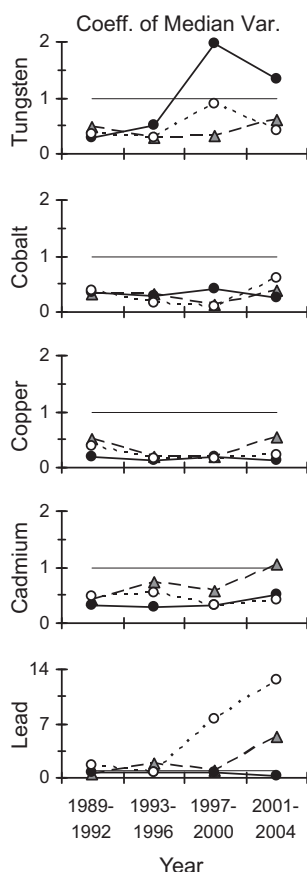 Coeff. of Median Var.
Tungsten
2
1
0
Cobalt
2
1
0
Copper
2
1
0
Cadmium
2
1
0
Lead
14
7
0
1989- 1993- 1997- 2001-
1992 1996 2000 2004
Year